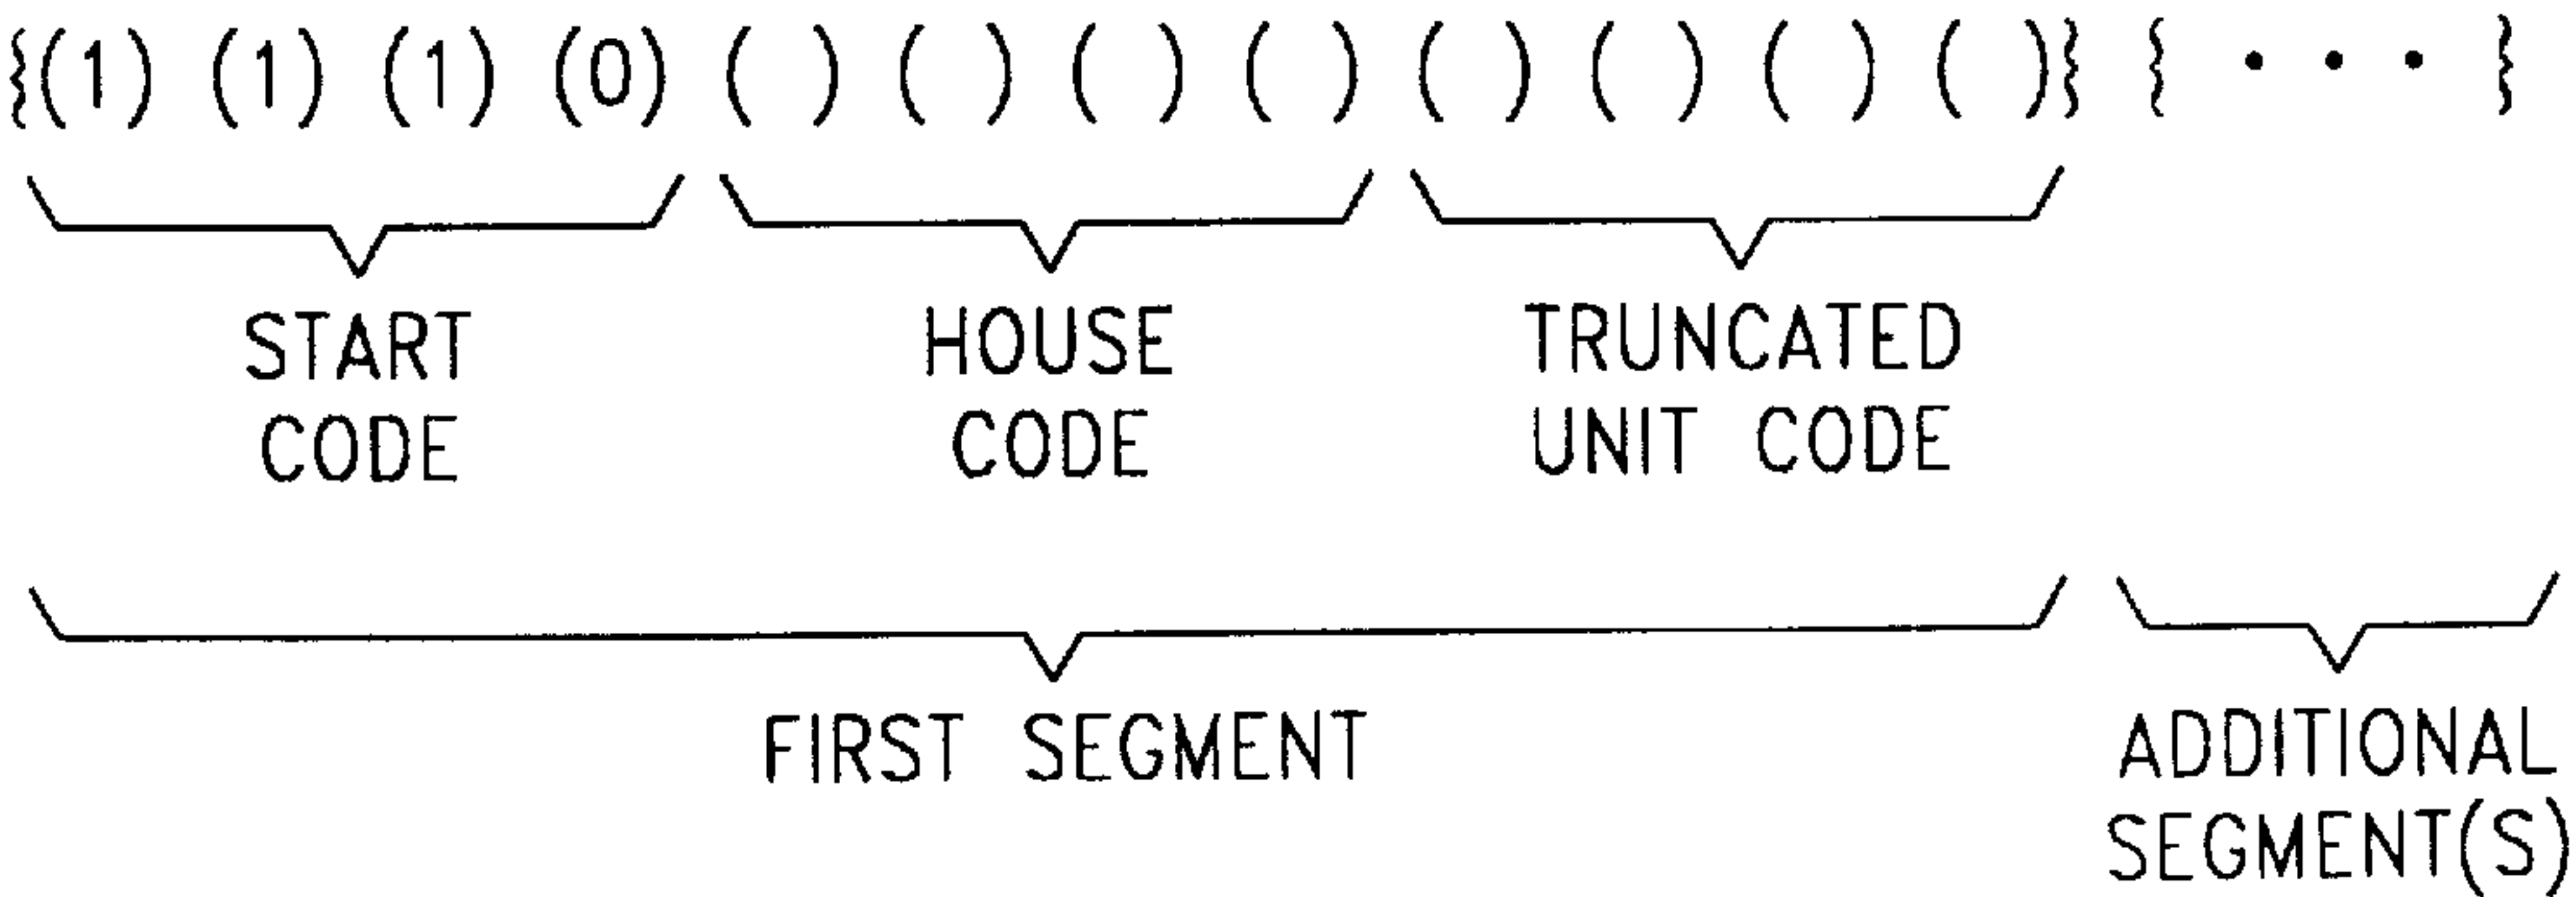 {(1) (1) (1) (0) ( ) ( ) ( ) ( ) ( ) ( ) ( ) ( )} { • • • }
START CODE
HOUSE CODE
TRUNCATED UNIT CODE
FIRST SEGMENT
ADDITIONAL SEGMENT(S)